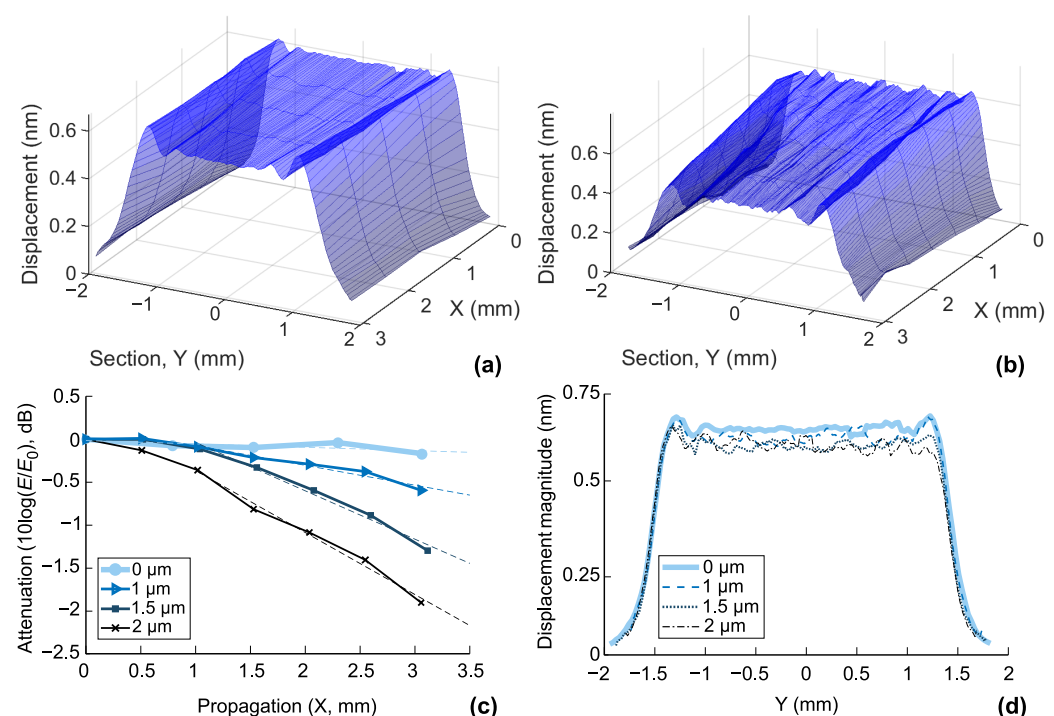 Displacement (nm)
0.6
0.4
0.2
0
−2
−1
0
1
2
Section, Y (mm)
0
1
2
3
X (mm)
(a)
Displacement (nm)
0.6
0.4
0.2
0
−2
−1
0
1
2
Section, Y (mm)
0
1
2
3
X (mm)
(b)
Attenuation (10log(E/E0), dB)
0.5
0
−0.5
−1
−1.5
−2
−2.5
0 µm
1 µm
1.5 µm
2 µm
0 0.5 1.0 1.5 2.0 2.5 3.0 3.5
Propagation (X, mm)
(c)
Displacement magnitude (nm)
0.75
0.5
0.25
0
0 µm
1 µm
1.5 µm
2 µm
−2 −1.5 −1 −0.5 0 0.5 1 1.5 2
Y (mm)
(d)